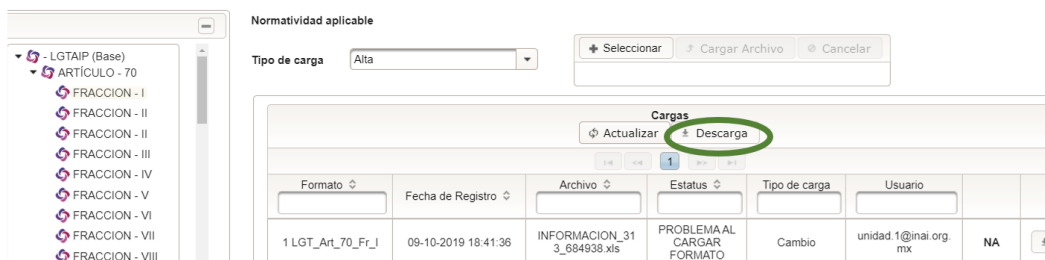 Normatividad aplicable
- LGTAIP (Base)
ARTÍCULO - 70
FRACCION - I
FRACCION - II
FRACCION - II
FRACCION - III
FRACCION - IV
FRACCION - V
FRACCION - VI
FRACCION - VII
FRACCION - VIII
Tipo de carga Alta
Seleccionar Cargar Archivo Cancelar
Cargas
Actualizar Descarga
1
Formato Fecha de Registro Archivo Estatus Tipo de carga Usuario
1 LGT_Art_70_Fr_I 09-10-2019 18:41:36 INFORMACION_31 PROBLEMA AL Cambio unidad.1@inai.org. NA
3_684938.xls CARGAR mx
FORMATO